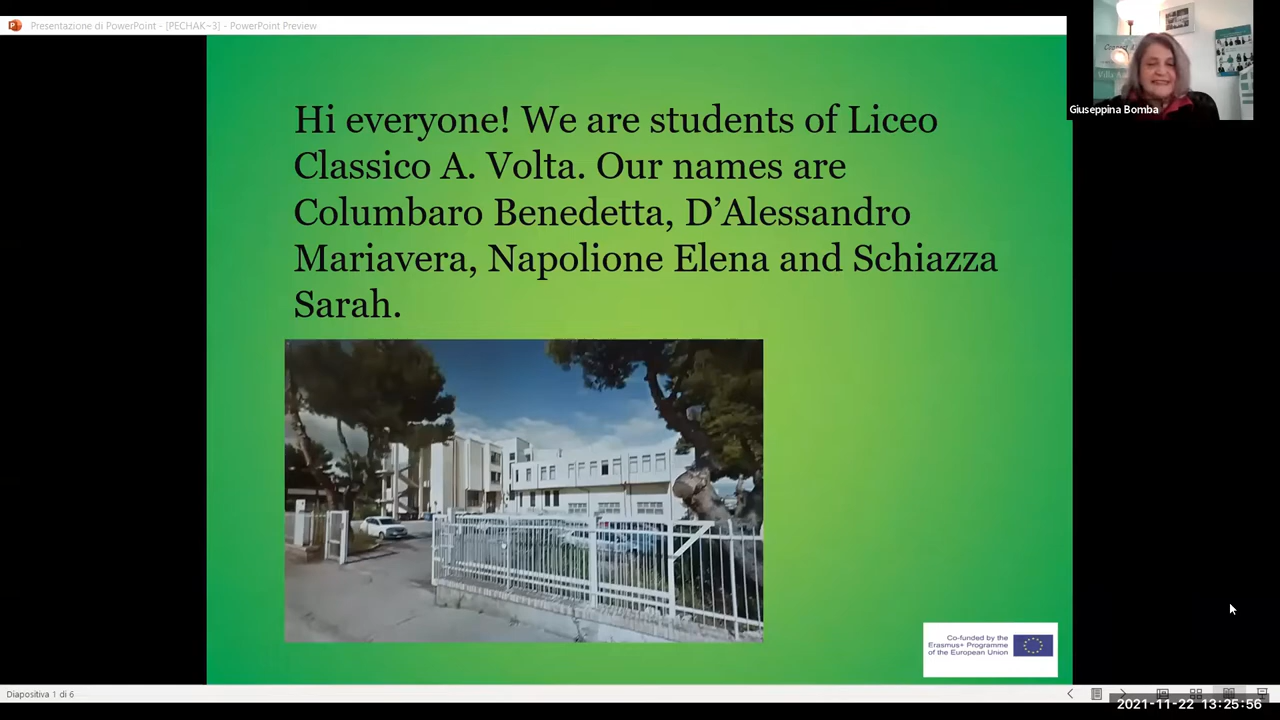 Presentazione di PowerPoint - [PECHAK~3] - PowerPoint Preview
Giuseppina Bomba
Hi everyone! We are students of Liceo
Classico A. Volta. Our names are
Columbaro Benedetta, D’Alessandro
Mariavera, Napolione Elena and Schiazza
Sarah.
Co-funded by the
Erasmus+ Programme
of the European Union
Diapositiva 1 di 6
2021-11-22 13:25:56